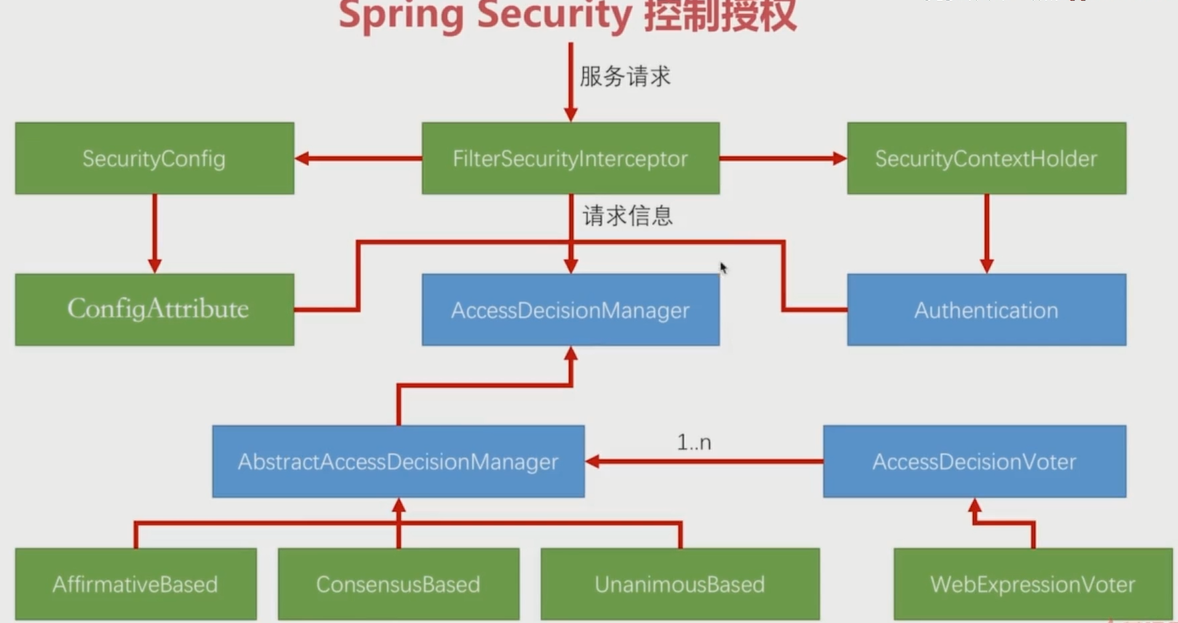 Spring Security 控制授权
服务请求
SecurityConfig
FilterSecurityInterceptor
SecurityContextHolder
请求信息
ConfigAttribute
AccessDecisionManager
Authentication
1..n
AbstractAccessDecisionManager
AccessDecisionVoter
AffirmativeBased
ConsensusBased
UnanimousBased
WebExpressionVoter